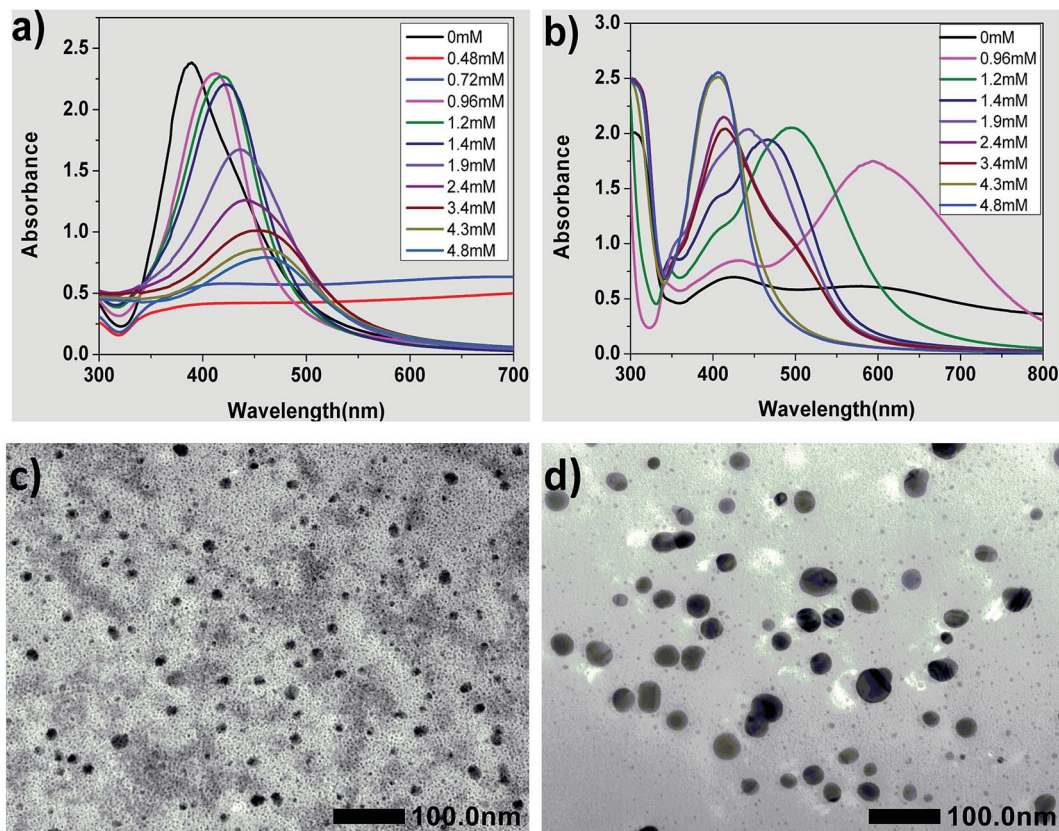 a)
Absorbance
2.5
2.0
1.5
1.0
0.5
0.0
300 400 500 600 700
Wavelength(nm)
0mM
0.48mM
0.72mM
0.96mM
1.2mM
1.4mM
1.9mM
2.4mM
3.4mM
4.3mM
4.8mM
b)
Absorbance
3.0
2.5
2.0
1.5
1.0
0.5
0.0
300 400 500 600 700 800
Wavelength(nm)
0mM
0.96mM
1.2mM
1.4mM
1.9mM
2.4mM
3.4mM
4.3mM
4.8mM
c)
100.0nm
d)
100.0nm